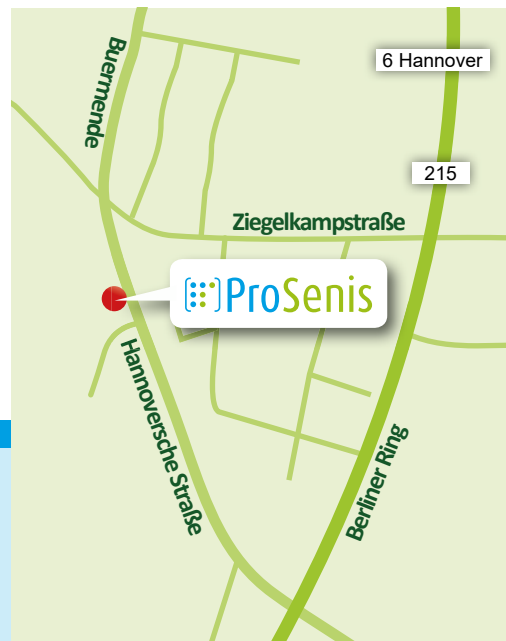 Buermende
6 Hannover
215
Ziegelkampstraße
ProSenis
Hannoversche Straße
Berliner Ring